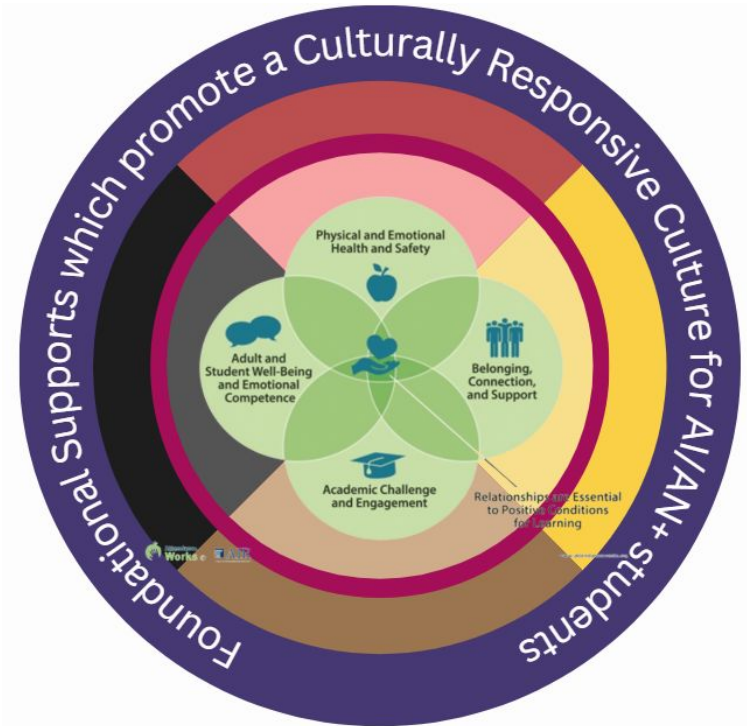 Foundational Supports which promote a Culturally Responsive Culture for AI/AN+ students
Physical and Emotional
Health and Safety
Adult and
Student Well-Being
and Emotional
Competence
Belonging,
Connection,
and Support
Academic Challenge
and Engagement
Relationships are Essential
to Positive Conditions
for Learning
Attendance
Works
AIR